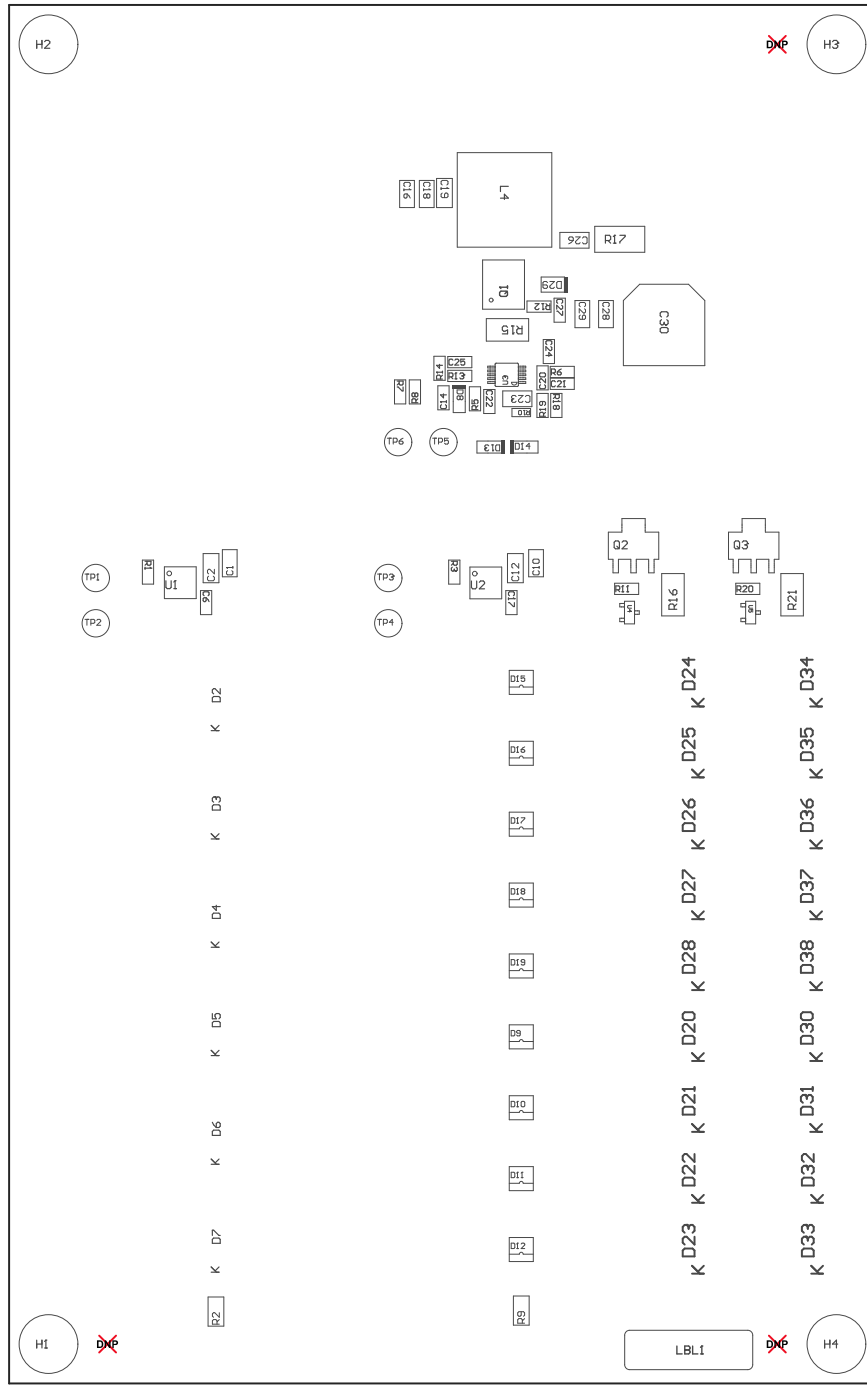 H2
DNP
H3
C16
C18
C19
L4
C26
R17
Q1
D29
R12
C27
C29
C28
C30
R15
C24
R14
C25
R13
U3
C20
R6
C21
R7
R8
C14
D8
R5
C22
C23
R10
R19
R18
TP6
TP5
D13
D14
Q2
Q3
TP1
R1
U1
C2
C1
TP3
R3
U2
C12
C10
C6
C17
R11
R16
R20
R21
U4
U5
TP2
TP4
D2
K
D15
D24
K
D34
K
D16
D25
K
D35
K
D3
K
D17
D26
K
D36
K
D4
K
D18
D27
K
D37
K
D19
D28
K
D38
K
D5
K
D9
D20
K
D30
K
D6
K
D10
D21
K
D31
K
D11
D22
K
D32
K
D7
K
D12
D23
K
D33
K
R2
R9
H1
DNP
LBL1
DNP
H4